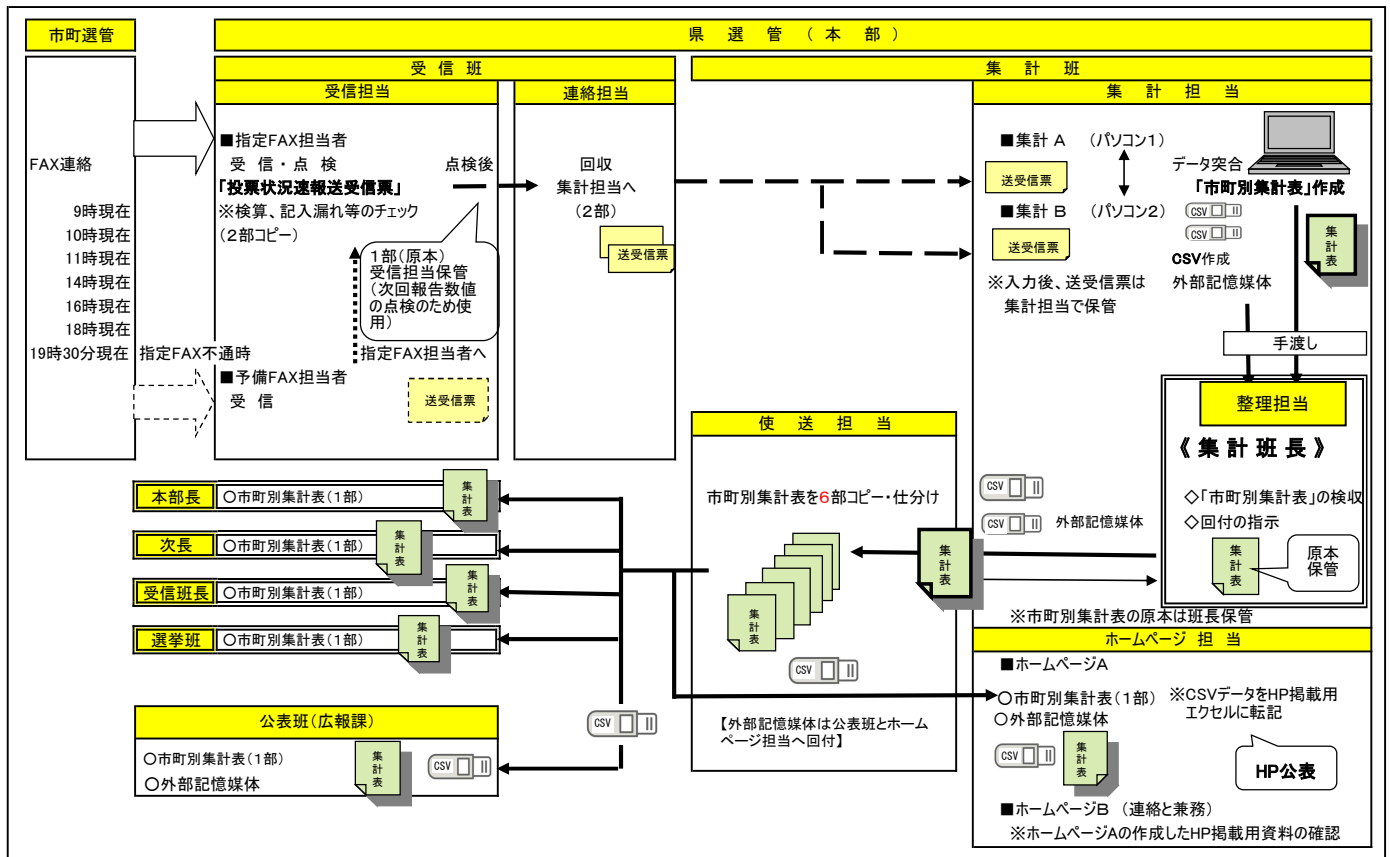 市町選管
県 選 管 ( 本 部 )
受 信 班
集 計 班
受信担当
連絡担当
集 計 担 当
FAX連絡
9時現在
10時現在
11時現在
14時現在
16時現在
18時現在
19時30分現在
指定FAX不通時
■指定FAX担当者
受 信 ・ 点 検
点検後
「投票状況速報送受信票」
※検算、記入漏れ等のチェック
(2部コピー)
1部(原本)
受信担当保管
(次回報告数値
の点検のため使
用)
指定FAX担当者へ
■予備FAX担当者
受 信
送受信票
回収
集計担当へ
(2部)
送受信票
■集計 A (パソコン1)
送受信票
■集計 B (パソコン2)
送受信票
※入力後、送受信票は
集計担当で保管
データ突合
「市町別集計表」作成
CSV
CSV
CSV作成
外部記憶媒体
集計表
手渡し
整理担当
《 集 計 班 長 》
◇「市町別集計表」の検収
◇回付の指示
集計表
原本
保管
CSV
CSV
外部記憶媒体
集計表
※市町別集計表の原本は班長保管
使 送 担 当
市町別集計表を6部コピー・仕分け
集計表
CSV
【外部記憶媒体は公表班とホーム
ページ担当へ回付】
本部長
○市町別集計表(1部)
集計表
次長
○市町別集計表(1部)
集計表
受信班長
○市町別集計表(1部)
集計表
選挙班
○市町別集計表(1部)
集計表
公表班(広報課)
○市町別集計表(1部)
○外部記憶媒体
集計表
CSV
CSV
ホームページ 担 当
■ホームページA
○市町別集計表(1部)
○外部記憶媒体
※CSVデータをHP掲載用
エクセルに転記
CSV
集計表
HP公表
■ホームページB (連絡と兼務)
※ホームページAの作成したHP掲載用資料の確認